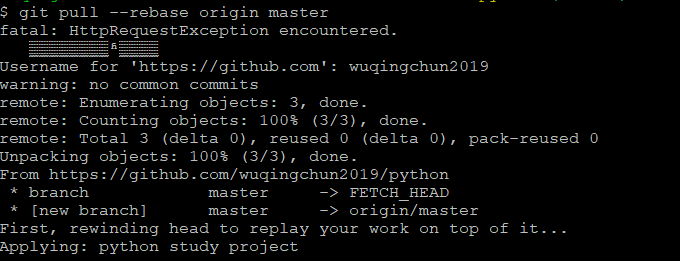 $ git pull --rebase origin master
fatal: HttpRequestException encountered.
Username for 'https://github.com': wuqingchun2019
warning: no common commits
remote: Enumerating objects: 3, done.
remote: Counting objects: 100% (3/3), done.
remote: Total 3 (delta 0), reused 0 (delta 0), pack-reused 0
Unpacking objects: 100% (3/3), done.
From https://github.com/wuqingchun2019/python
 * branch            master     -> FETCH_HEAD
 * [new branch]      master     -> origin/master
First, rewinding head to replay your work on top of it...
Applying: python study project